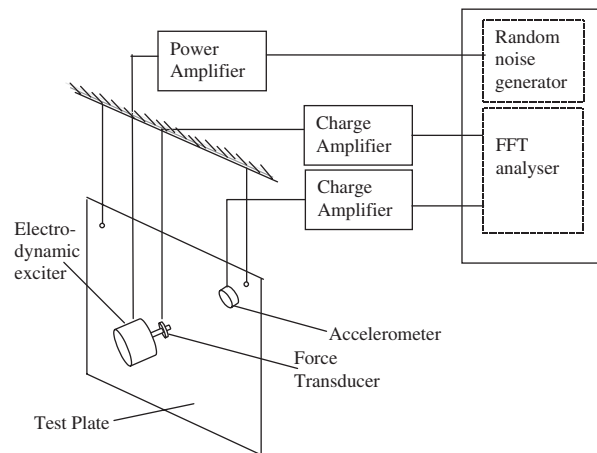 Power
Amplifier
Random
noise
generator
Charge
Amplifier
FFT
analyser
Charge
Amplifier
Electro-
dynamic
exciter
Accelerometer
Force
Transducer
Test Plate